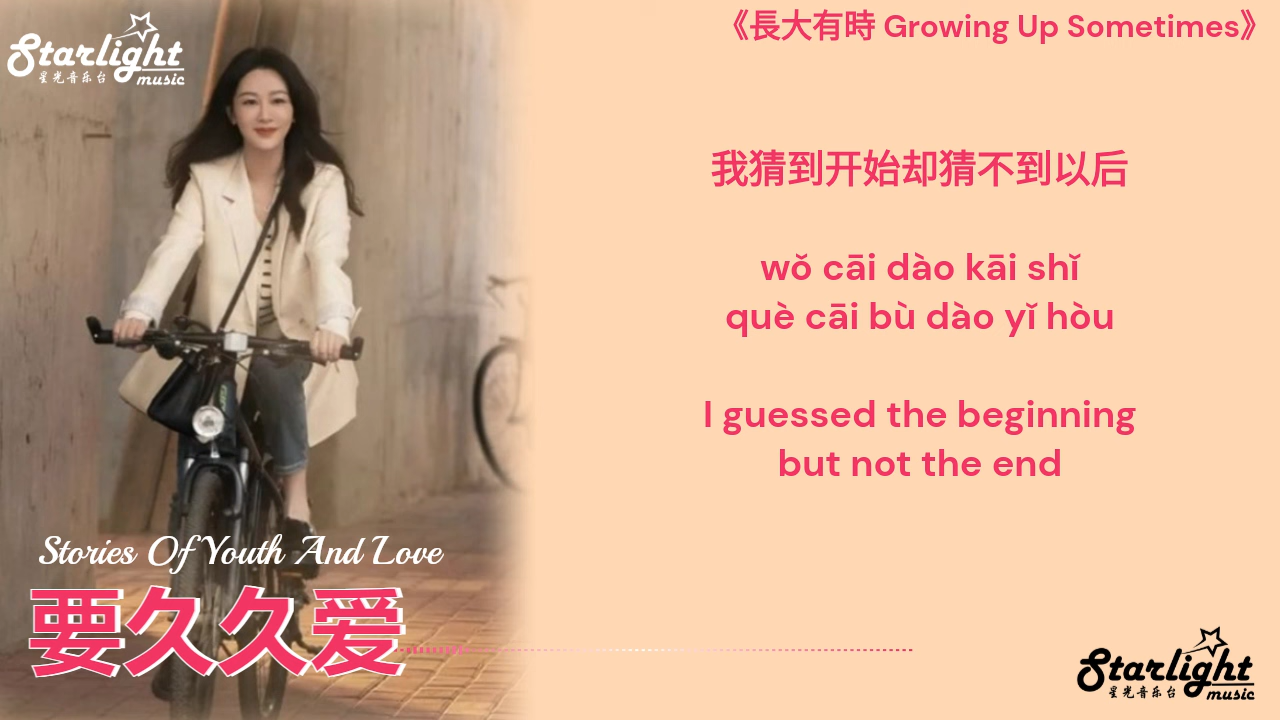 Starlight
星光音乐台 music
《長大有時 Growing Up Sometimes》
我猜到开始却猜不到以后
wǒ cāi dào kāi shǐ
què cāi bù dào yǐ hòu
I guessed the beginning
but not the end
Stories Of Youth And Love
要久久爱
Starlight
星光音乐台 music